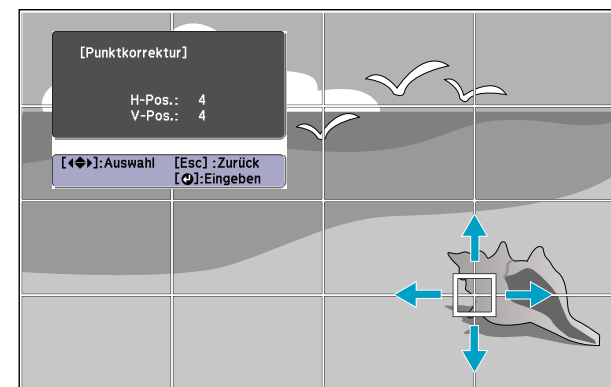 [Punktkorrektur]
H-Pos.: 4
V-Pos.: 4
[◀◆▶]:Auswahl [Esc] :Zurück
[↵]:Eingeben